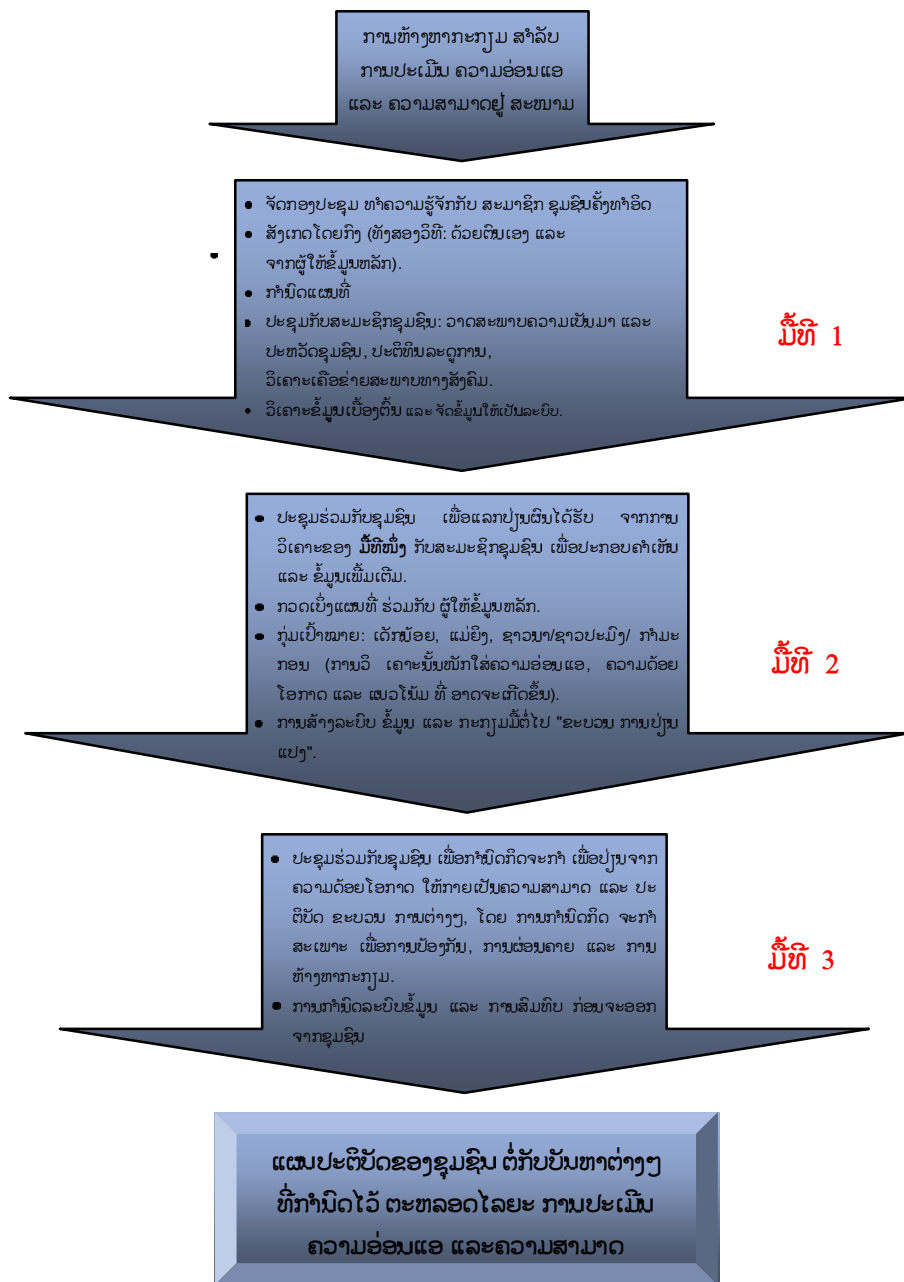 ການຫ້າງຫາກະກຽມ ສຳລັບ
ການປະເມີນ ຄວາມອ່ອນແອ
ແລະ ຄວາມສາມາດຢູ່ ສະໜາມ
• ຈັດກອງປະຊຸມ ທຳຄວາມຮູ້ຈັກກັບ ສະມາຊິກ ຊຸມຊົນຄັ້ງທຳອິດ
• ສັງເກດໂດຍກົງ (ທັງສອງວິທີ: ດ້ວຍຕົນເອງ ແລະ
ຈາກຜູ້ໃຫ້ຂໍ້ມູນຫລັກ).
• ກຳນົດແຜນທີ່
• ປະຊຸມກັບສະມະຊິກຊຸມຊົນ: ວາດສະພາບຄວາມເປັນມາ ແລະ
ປະຫວັດຊຸມຊົນ, ປະຕິທິນລະດູການ,
ວິເຄາະເຄືອຂ່າຍສະພາບທາງສັງຄົມ.
• ວິເຄາະຂໍ້ມູນເບື້ອງຕົ້ນ ແລະ ຈັດຂໍ້ມູນໃຫ້ເປັນລະບົບ.
ມື້ທີ 1
• ປະຊຸມຮ່ວມກັບຊຸມຊົນ ເພື່ອແລກປ່ຽນຜົນໄດ້ຮັບ ຈາກການ
ວິເຄາະຂອງ ມື້ທີໜຶ່ງ ກັບສະມະຊິກຊຸມຊົນ ເພື່ອປະກອບຄຳເຫັນ
ແລະ ຂໍ້ມູນເພີ້ມເຕີມ.
• ກວດເບິ່ງແຜນທີ່ ຮ່ວມກັບ ຜູ້ໃຫ້ຂໍ້ມູນຫລັກ.
• ກຸ່ມເປົ້າໝາຍ: ເດັກນ້ອຍ, ແມ່ຍິງ, ຊາວນາ/ຊາວປະມົງ/ ກຳມະ
ກອນ (ການວິ ເຄາະນັ້ນໜັກໃສ່ຄວາມອ່ອນແອ, ຄວາມດ້ອຍ
ໂອກາດ ແລະ ແນວໂນ້ມ ທີ່ ອາດຈະເກີດຂຶ້ນ).
• ການສ້າງລະບົບ ຂໍ້ມູນ ແລະ ກະກຽມມື້ຕໍ່ໄປ "ຂະບວນ ການປ່ຽນ
ແປງ".
ມື້ທີ 2
• ປະຊຸມຮ່ວມກັບຊຸມຊົນ ເພື່ອກຳນົດກິດຈະກຳ ເພື່ອປ່ຽນຈາກ
ຄວາມດ້ອຍໂອກາດ ໃຫ້ກາຍເປັນຄວາມສາມາດ ແລະ ປະ
ຕິບັດ ຂະບວນ ການຕ່າງໆ, ໂດຍ ການກຳນົດກິດ ຈະກຳ
ສະເພາະ ເພື່ອການປ້ອງກັນ, ການຜ່ອນຄາຍ ແລະ ການ
ຫ້າງຫາກະກຽມ.
• ການກຳນົດລະບົບຂໍ້ມູນ ແລະ ການສົມທົບ ກ່ອນຈະອອກ
ຈາກຊຸມຊົນ
ມື້ທີ 3
ແຜນປະຕິບັດຂອງຊຸມຊົນ ຕໍ່ກັບບັນຫາຕ່າງໆ
ທີ່ກຳນົດໄວ້ ຕະຫລອດໄລຍະ ການປະເມີນ
ຄວາມອ່ອນແອ ແລະຄວາມສາມາດ